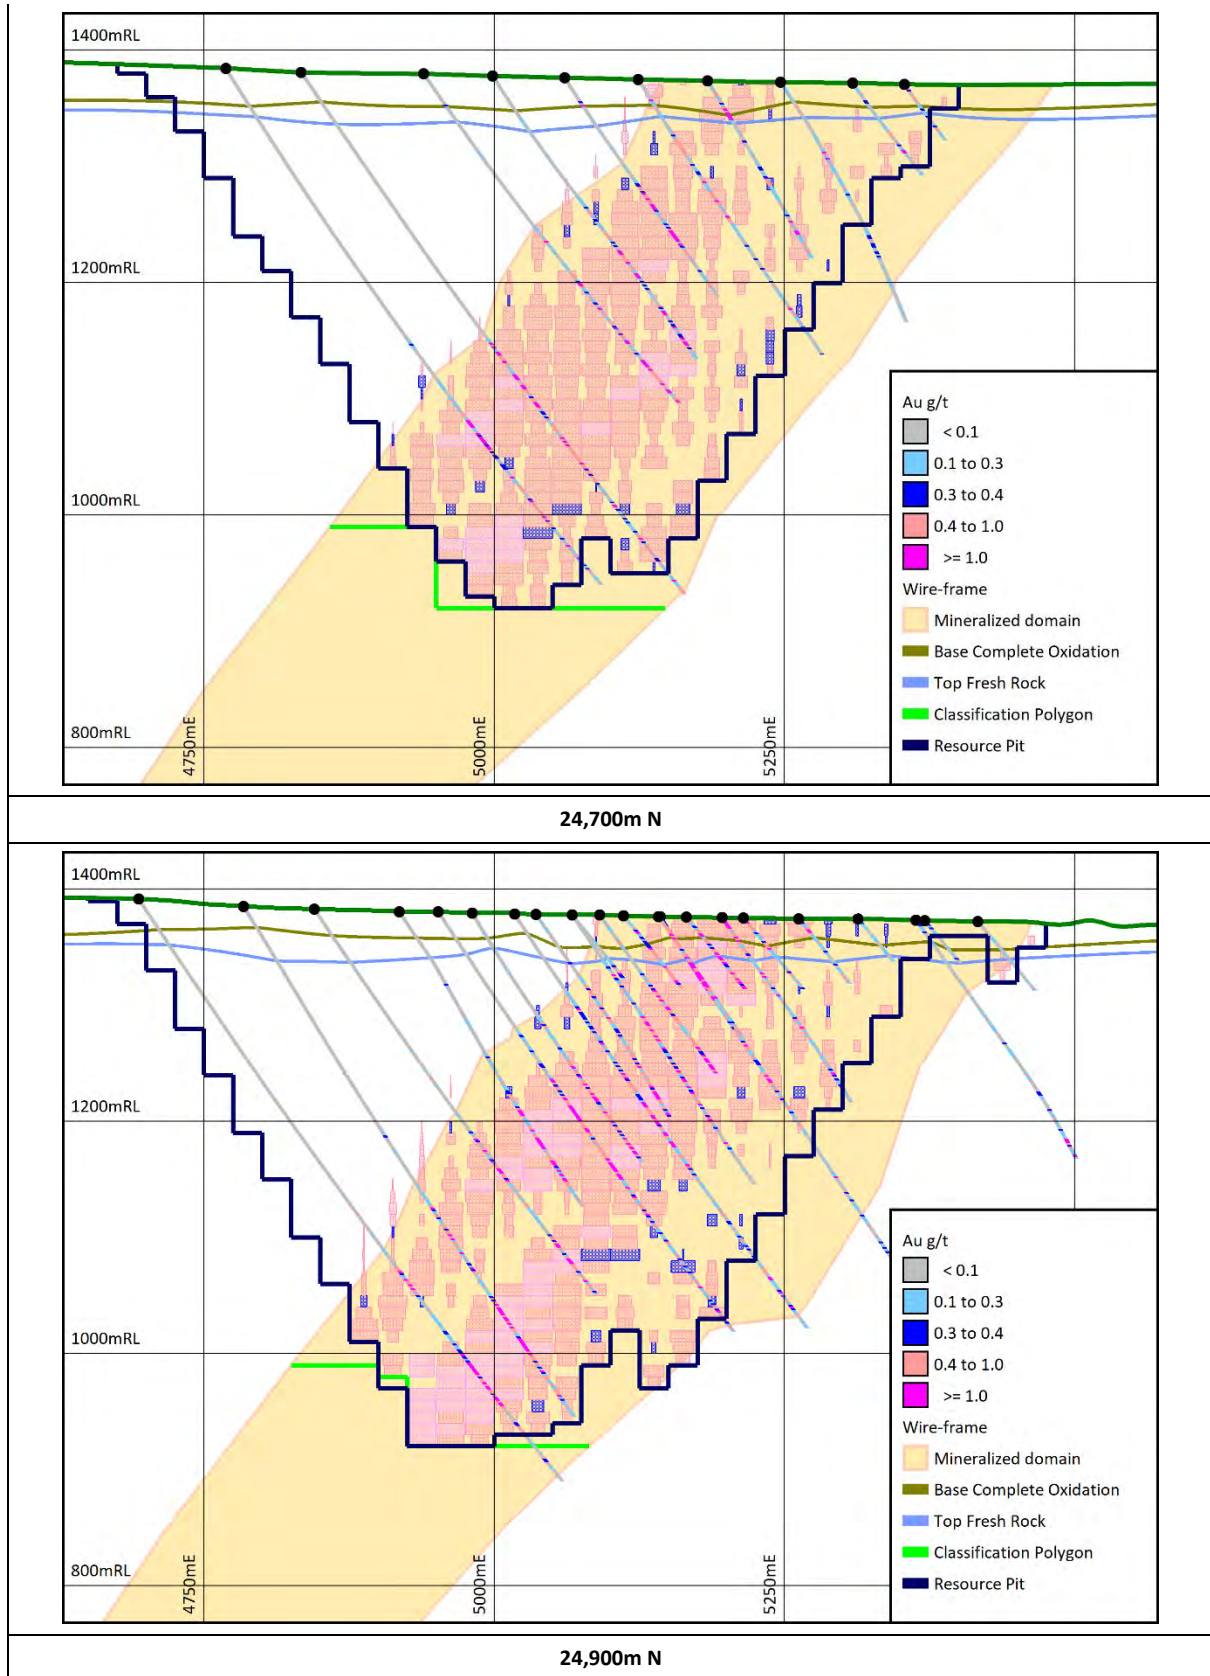 1400mRL
1200mRL
1000mRL
800mRL
4750mE
5000mE
5250mE
Au g/t
< 0.1
0.1 to 0.3
0.3 to 0.4
0.4 to 1.0
>= 1.0
Wire-frame
Mineralized domain
Base Complete Oxidation
Top Fresh Rock
Classification Polygon
Resource Pit
24,700m N
1400mRL
1200mRL
1000mRL
800mRL
4750mE
5000mE
5250mE
Au g/t
< 0.1
0.1 to 0.3
0.3 to 0.4
0.4 to 1.0
>= 1.0
Wire-frame
Mineralized domain
Base Complete Oxidation
Top Fresh Rock
Classification Polygon
Resource Pit
24,900m N